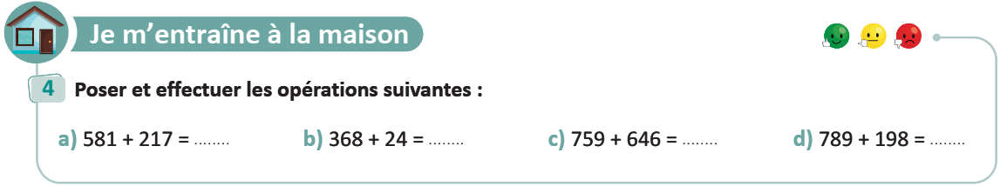 Je m'entraîne à la maison
4 Poser et effectuer les opérations suivantes :
a) 581 + 217 = ........ b) 368 + 24 = ........ c) 759 + 646 = ........ d) 789 + 198 = ........